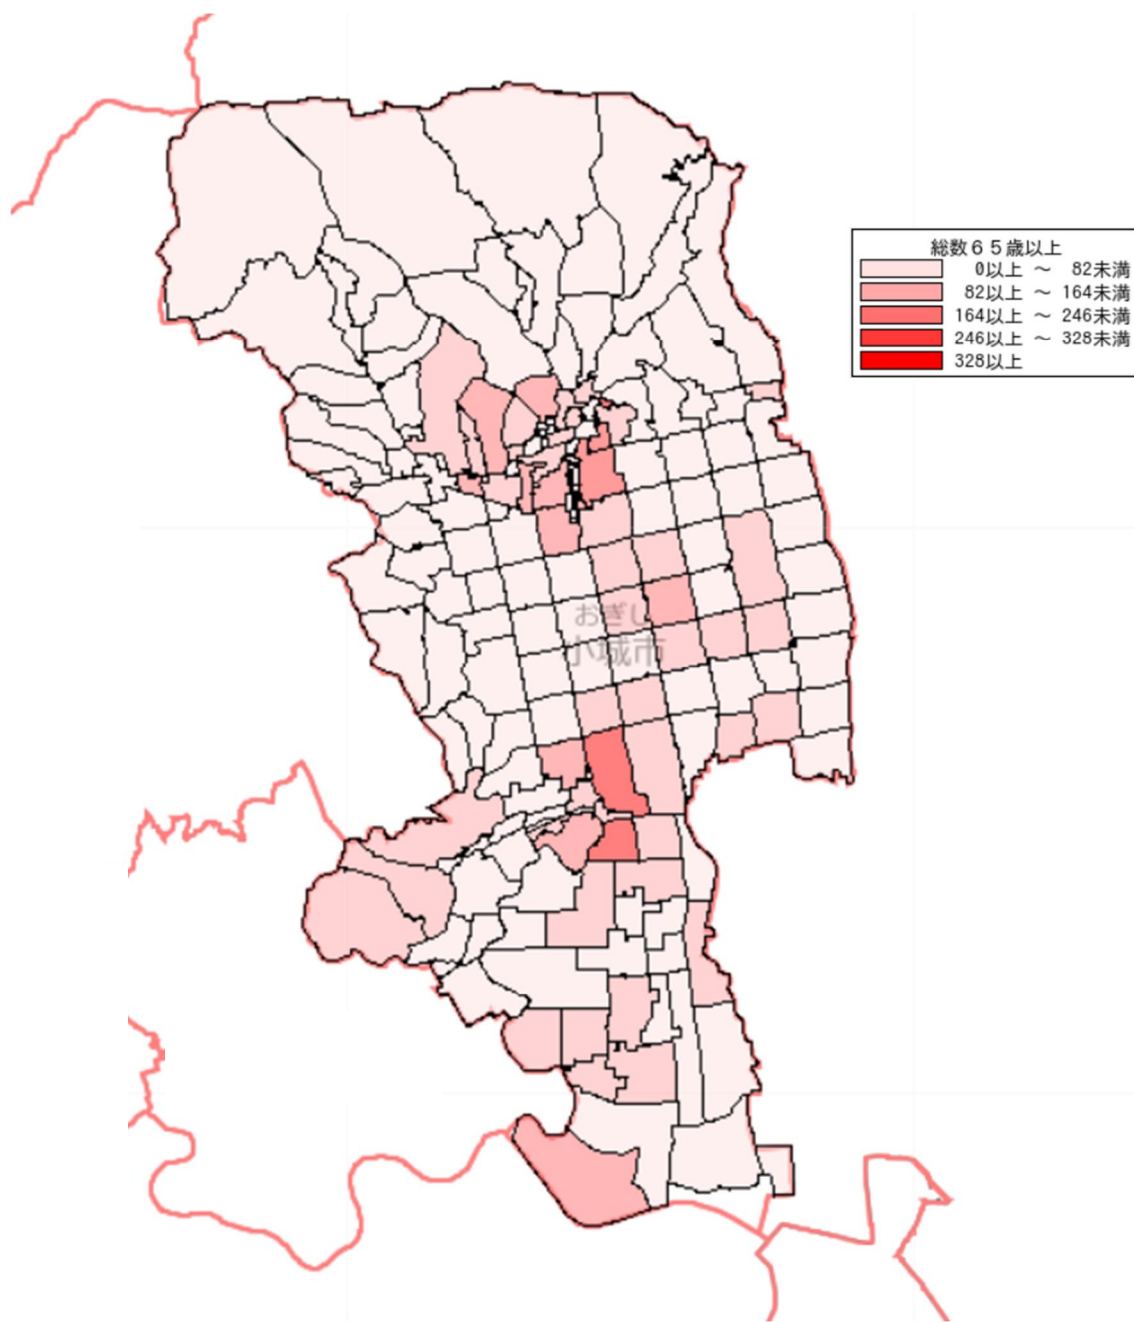 総数６５歳以上
0以上 ～ 82未満
82以上 ～ 164未満
164以上 ～ 246未満
246以上 ～ 328未満
328以上
おぎし
小城市